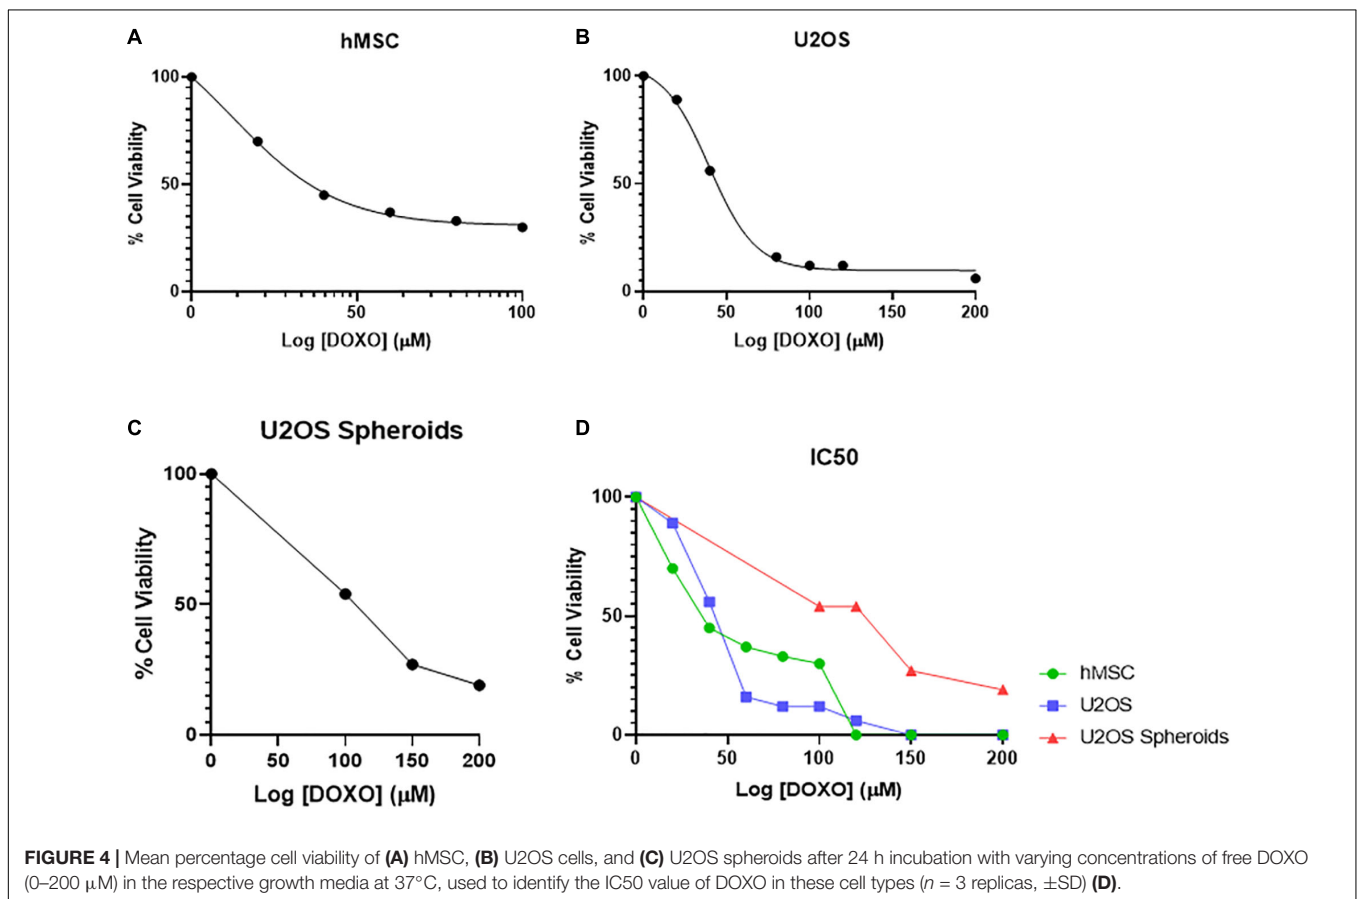 A
hMSC
100
50
0
% Cell Viability
0 50 100
Log [DOXO] (μM)
B
U2OS
100
50
0
% Cell Viability
0 50 100 150 200
Log [DOXO] (μM)
C
U2OS Spheroids
100
50
0
% Cell Viability
0 50 100 150 200
Log [DOXO] (μM)
D
IC50
100
50
0
% Cell Viability
0 50 100 150 200
Log [DOXO] (μM)
hMSC
U2OS
U2OS Spheroids
FIGURE 4 | Mean percentage cell viability of (A) hMSC, (B) U2OS cells, and (C) U2OS spheroids after 24 h incubation with varying concentrations of free DOXO
(0–200 μM) in the respective growth media at 37°C, used to identify the IC50 value of DOXO in these cell types (n = 3 replicas, ±SD) (D).